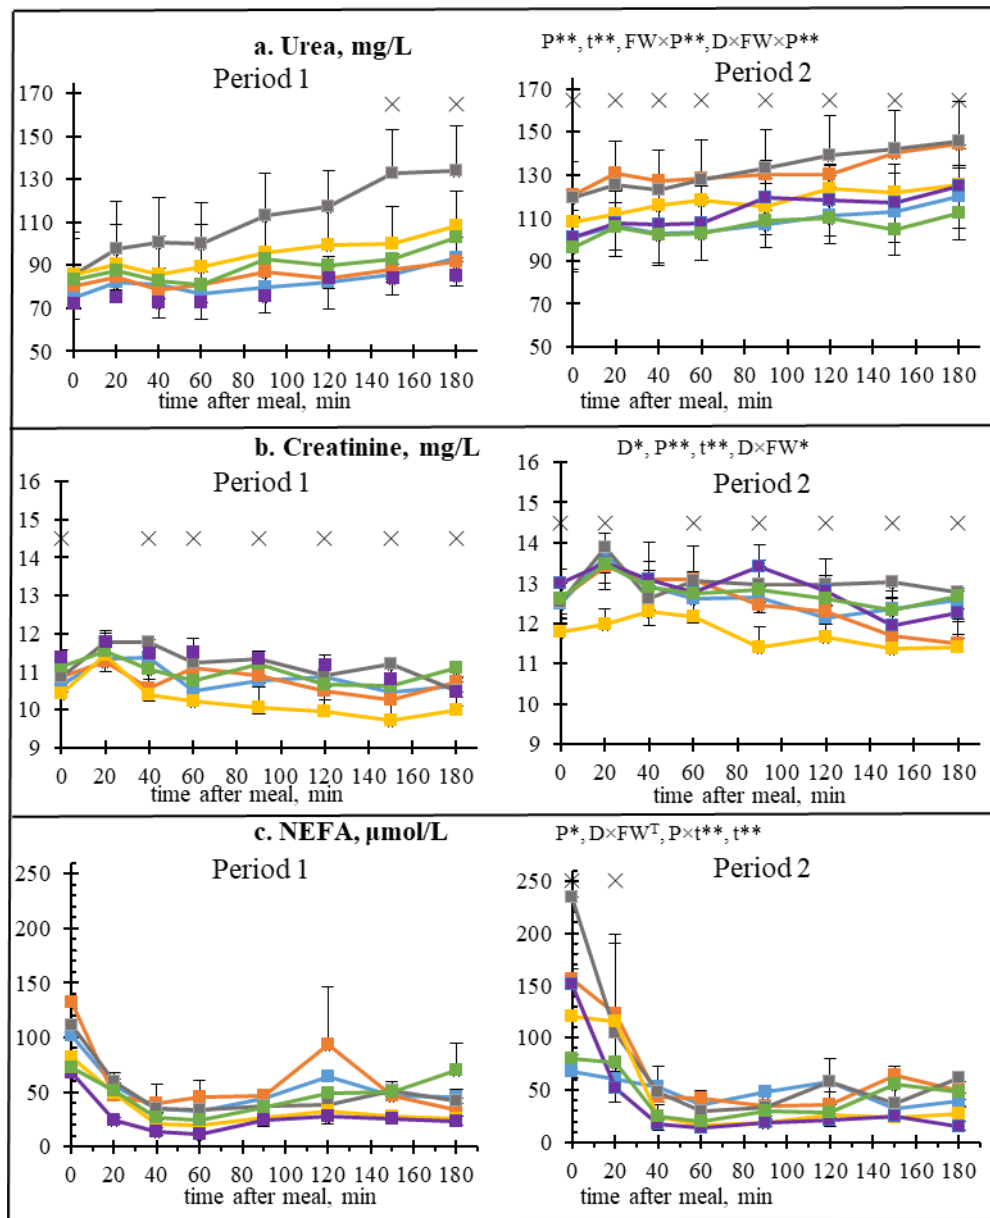 a. Urea, mg/L
P**, t**, FW×P**, D×FW×P**
Period 1
Period 2
170
150
130
110
90
70
50
0 20 40 60 80 100 120 140 160 180
time after meal, min
170
150
130
110
90
70
50
0 20 40 60 80 100 120 140 160 180
time after meal, min
b. Creatinine, mg/L
D*, P**, t**, D×FW*
Period 1
Period 2
16
15
14
13
12
11
10
9
0 20 40 60 80 100 120 140 160 180
time after meal, min
16
15
14
13
12
11
10
9
0 20 40 60 80 100 120 140 160 180
time after meal, min
c. NEFA, µmol/L
P*, D×FWᵀ, P×t**, t**
Period 1
Period 2
250
200
150
100
50
0
0 20 40 60 80 100 120 140 160 180
time after meal, min
250
200
150
100
50
0
0 20 40 60 80 100 120 140 160 180
time after meal, min